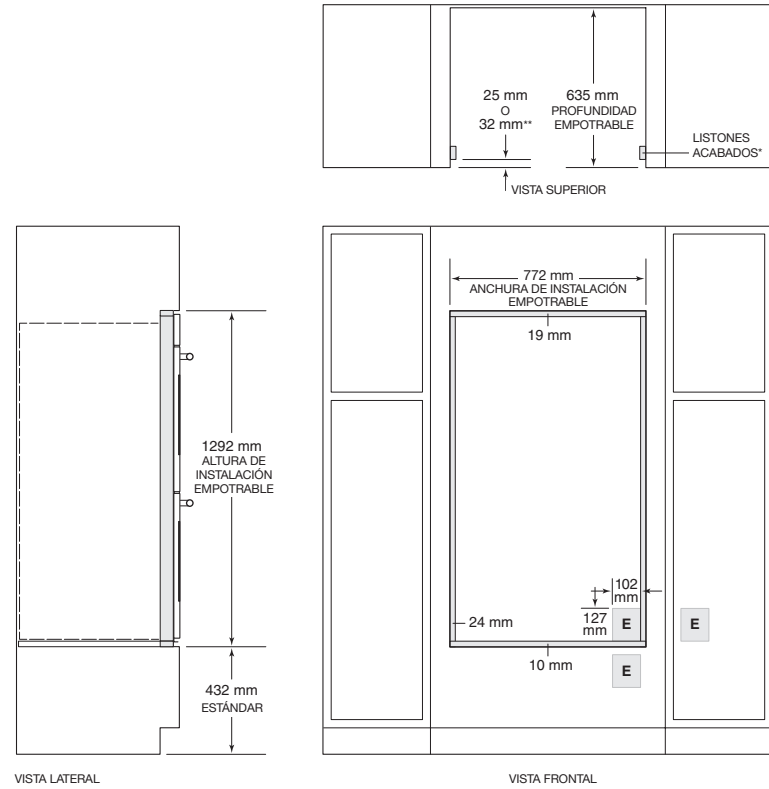 25 mm
O
32 mm**
635 mm
PROFUNDIDAD
EMPOTRABLE
LISTONES
ACABADOS*
VISTA SUPERIOR
772 mm
ANCHURA DE INSTALACIÓN
EMPOTRABLE
19 mm
1292 mm
ALTURA DE
INSTALACIÓN
EMPOTRABLE
102
mm
127
mm
24 mm
E
E
10 mm
E
432 mm
ESTÁNDAR
VISTA LATERAL
VISTA FRONTAL